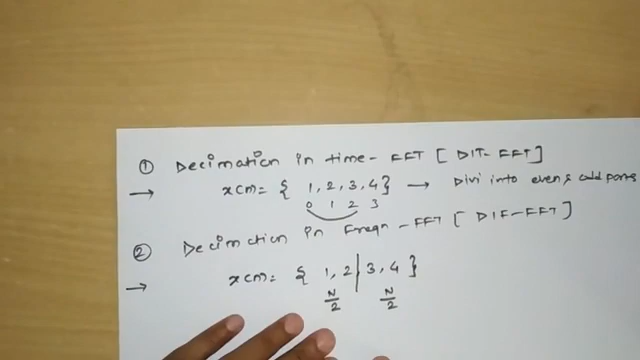 ① Decimation in time - FFT [ DIT - FFT ]
→ x(n) = { 1, 2, 3, 4 } → Divi into even & odd parts
0 1 2 3
② Decimation in Freqn - FFT [ DIF - FFT ]
→ x(n) = { 1, 2 | 3, 4 }
N/2 N/2